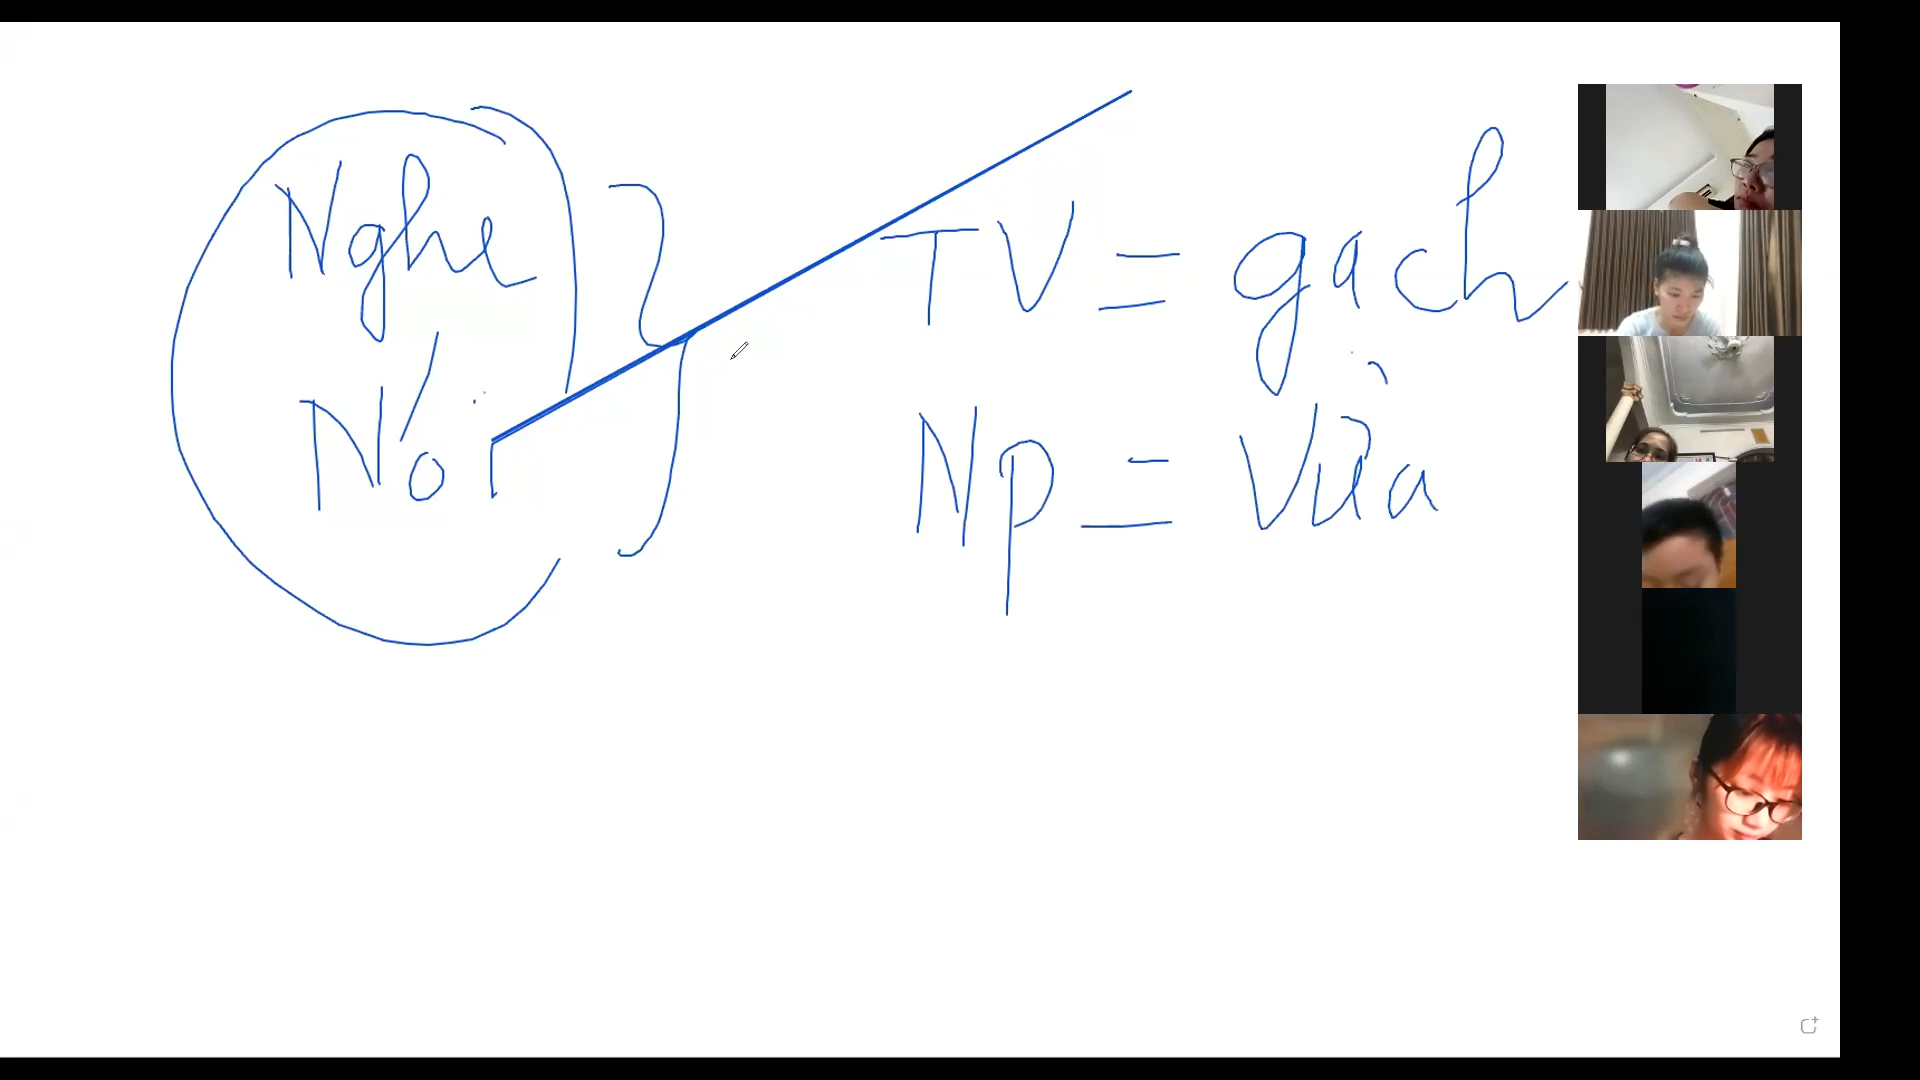 Nghe
Nói
TV = gạch
Np = Vữa